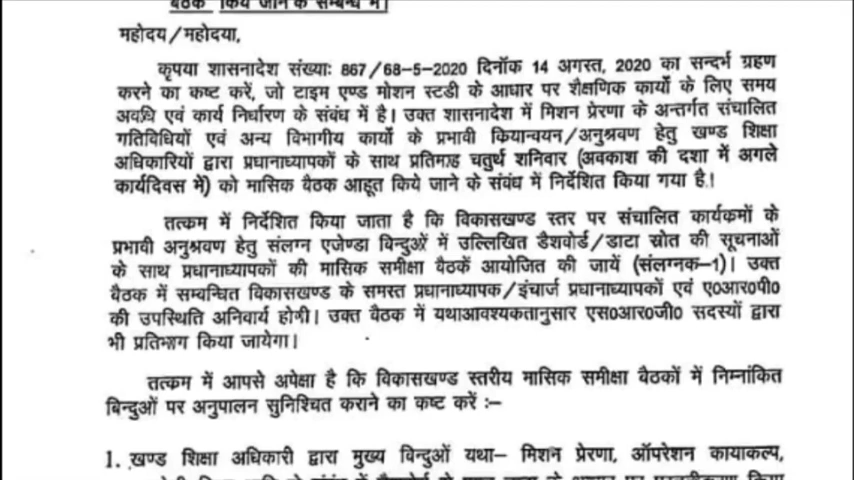 बैठक किये जाने के सम्बन्ध में।
महोदय/महोदया,
कृपया शासनादेश संख्याः 867/68-5-2020 दिनॉक 14 अगस्त, 2020 का सन्दर्भ ग्रहण
करने का कष्ट करें, जो टाइम एण्ड मोशन स्टडी के आधार पर शैक्षणिक कार्यो के लिए समय
अवधि एवं कार्य निर्धारण के संबंध में है। उक्त शासनादेश में मिशन प्रेरणा के अन्तर्गत संचालित
गतिविधियों एवं अन्य विभागीय कार्यो के प्रभावी कियान्वयन/अनुश्रवण हेतु खण्ड शिक्षा
अधिकारियों द्वारा प्रधानाध्यापकों के साथ प्रतिमाह चतुर्थ शनिवार (अवकाश की दशा में अगले
कार्यदिवस में) को मासिक बैठक आहूत किये जाने के संबंध में निर्देशित किया गया है।
तत्कम में निर्देशित किया जाता है कि विकासखण्ड स्तर पर संचालित कार्यकमों के
प्रभावी अनुश्रवण हेतु संलग्न एजेण्डा विन्दुओं में उल्लिखित डैशवोर्ड/डाटा स्रोत की सूचनाओं
के साथ प्रधानाध्यापकों की मासिक समीक्षा बैठकें आयोजित की जायें (संलग्नक-1)। उक्त
बैठक में सम्वन्धित विकासखण्ड के समस्त प्रधानाध्यापक/इंचार्ज प्रधानाध्यापकों एवं ए0आर0पी0
की उपस्थिति अनिवार्य होगी। उक्त बैठक में यथाआवश्यकतानुसार एस0आर0जी0 सदस्यों द्वारा
भी प्रतिभाग किया जायेगा।
तत्कम में आपसे अपेक्षा है कि विकासखण्ड स्तरीय मासिक समीक्षा बैठकों में निम्नांकित
बिन्दुओं पर अनुपालन सुनिश्चित कराने का कष्ट करें :–
1. खण्ड शिक्षा अधिकारी द्वारा मुख्य विन्दुओं यथा– मिशन प्रेरणा, ऑपरेशन कायाकल्प,